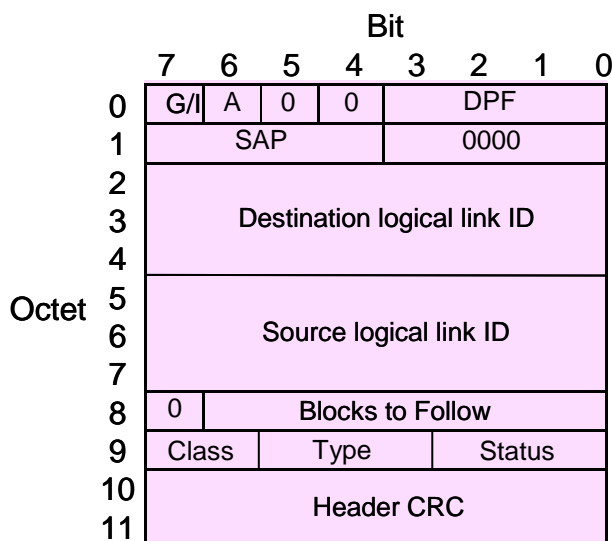 Bit
7 6 5 4 3 2 1 0
0 G/I A 0 0 DPF
1 SAP 0000
2
3 Destination logical link ID
4
5
Octet 6 Source logical link ID
7
8 0 Blocks to Follow
9 Class Type Status
10
Header CRC
11